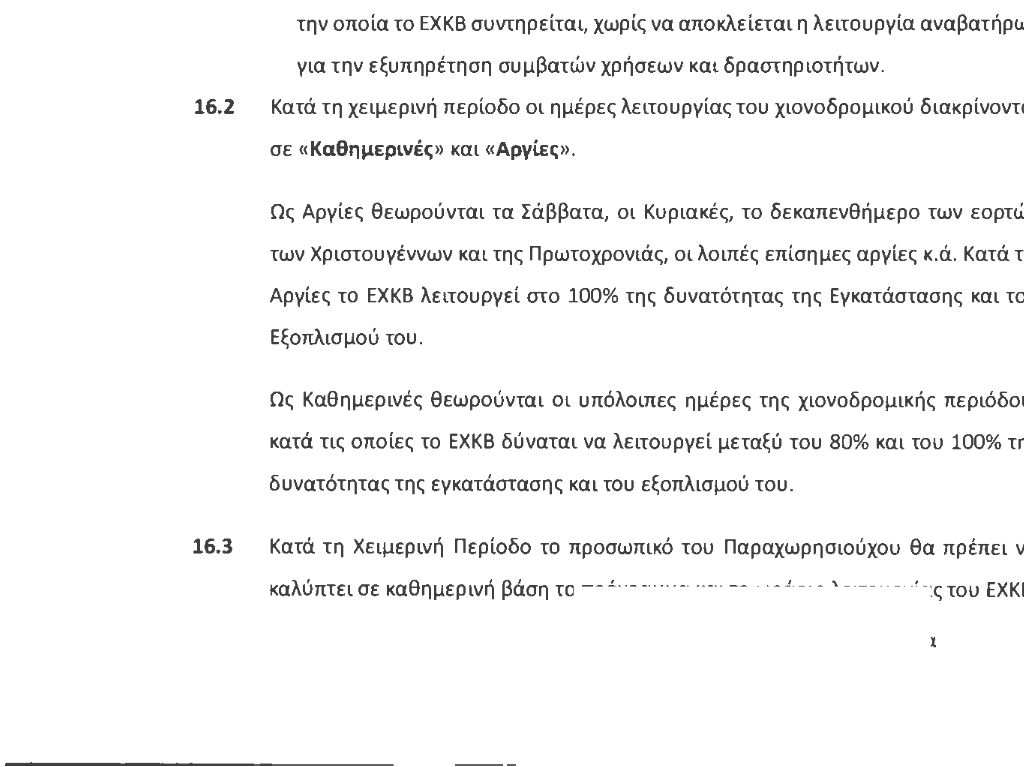 την οποία το ΕΧΚΒ συντηρείται, χωρίς να αποκλείεται η λειτουργία αναβατήρω
για την εξυπηρέτηση συμβατών χρήσεων και δραστηριοτήτων.
16.2 Κατά τη χειμερινή περίοδο οι ημέρες λειτουργίας του χιονοδρομικού διακρίνοντα
σε «Καθημερινές» και «Αργίες».
Ως Αργίες θεωρούνται τα Σάββατα, οι Κυριακές, το δεκαπενθήμερο των εορτώ
των Χριστουγέννων και της Πρωτοχρονιάς, οι λοιπές επίσημες αργίες κ.ά. Κατά τ
Αργίες το ΕΧΚΒ λειτουργεί στο 100% της δυνατότητας της Εγκατάστασης και το
Εξοπλισμού του.
Ως Καθημερινές θεωρούνται οι υπόλοιπες ημέρες της χιονοδρομικής περιόδου
κατά τις οποίες το ΕΧΚΒ δύναται να λειτουργεί μεταξύ του 80% και του 100% τη
δυνατότητας της εγκατάστασης και του εξοπλισμού του.
16.3 Κατά τη Χειμερινή Περίοδο το προσωπικό του Παραχωρησιούχου θα πρέπει ν
καλύπτει σε καθημερινή βάση το του ΕΧΚΒ